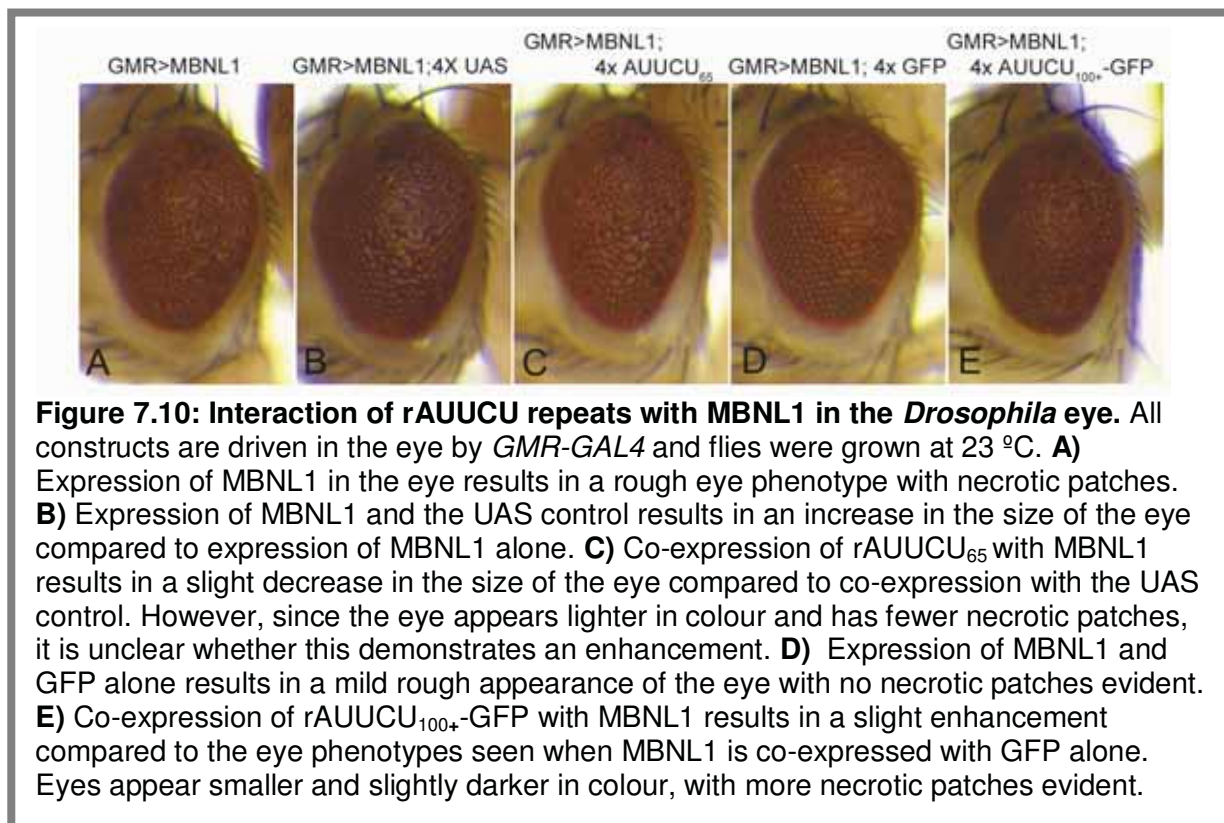 GMR>MBNL1
GMR>MBNL1;4X UAS
GMR>MBNL1;
4x AUUCU65
GMR>MBNL1; 4x GFP
GMR>MBNL1;
4x AUUCU100+-GFP
A
B
C
D
E
Figure 7.10: Interaction of rAUUCU repeats with MBNL1 in the Drosophila eye. All
constructs are driven in the eye by GMR-GAL4 and flies were grown at 23 ºC. A)
Expression of MBNL1 in the eye results in a rough eye phenotype with necrotic patches.
B) Expression of MBNL1 and the UAS control results in an increase in the size of the eye
compared to expression of MBNL1 alone. C) Co-expression of rAUUCU65 with MBNL1
results in a slight decrease in the size of the eye compared to co-expression with the UAS
control. However, since the eye appears lighter in colour and has fewer necrotic patches,
it is unclear whether this demonstrates an enhancement. D) Expression of MBNL1 and
GFP alone results in a mild rough appearance of the eye with no necrotic patches evident.
E) Co-expression of rAUUCU100+-GFP with MBNL1 results in a slight enhancement
compared to the eye phenotypes seen when MBNL1 is co-expressed with GFP alone.
Eyes appear smaller and slightly darker in colour, with more necrotic patches evident.